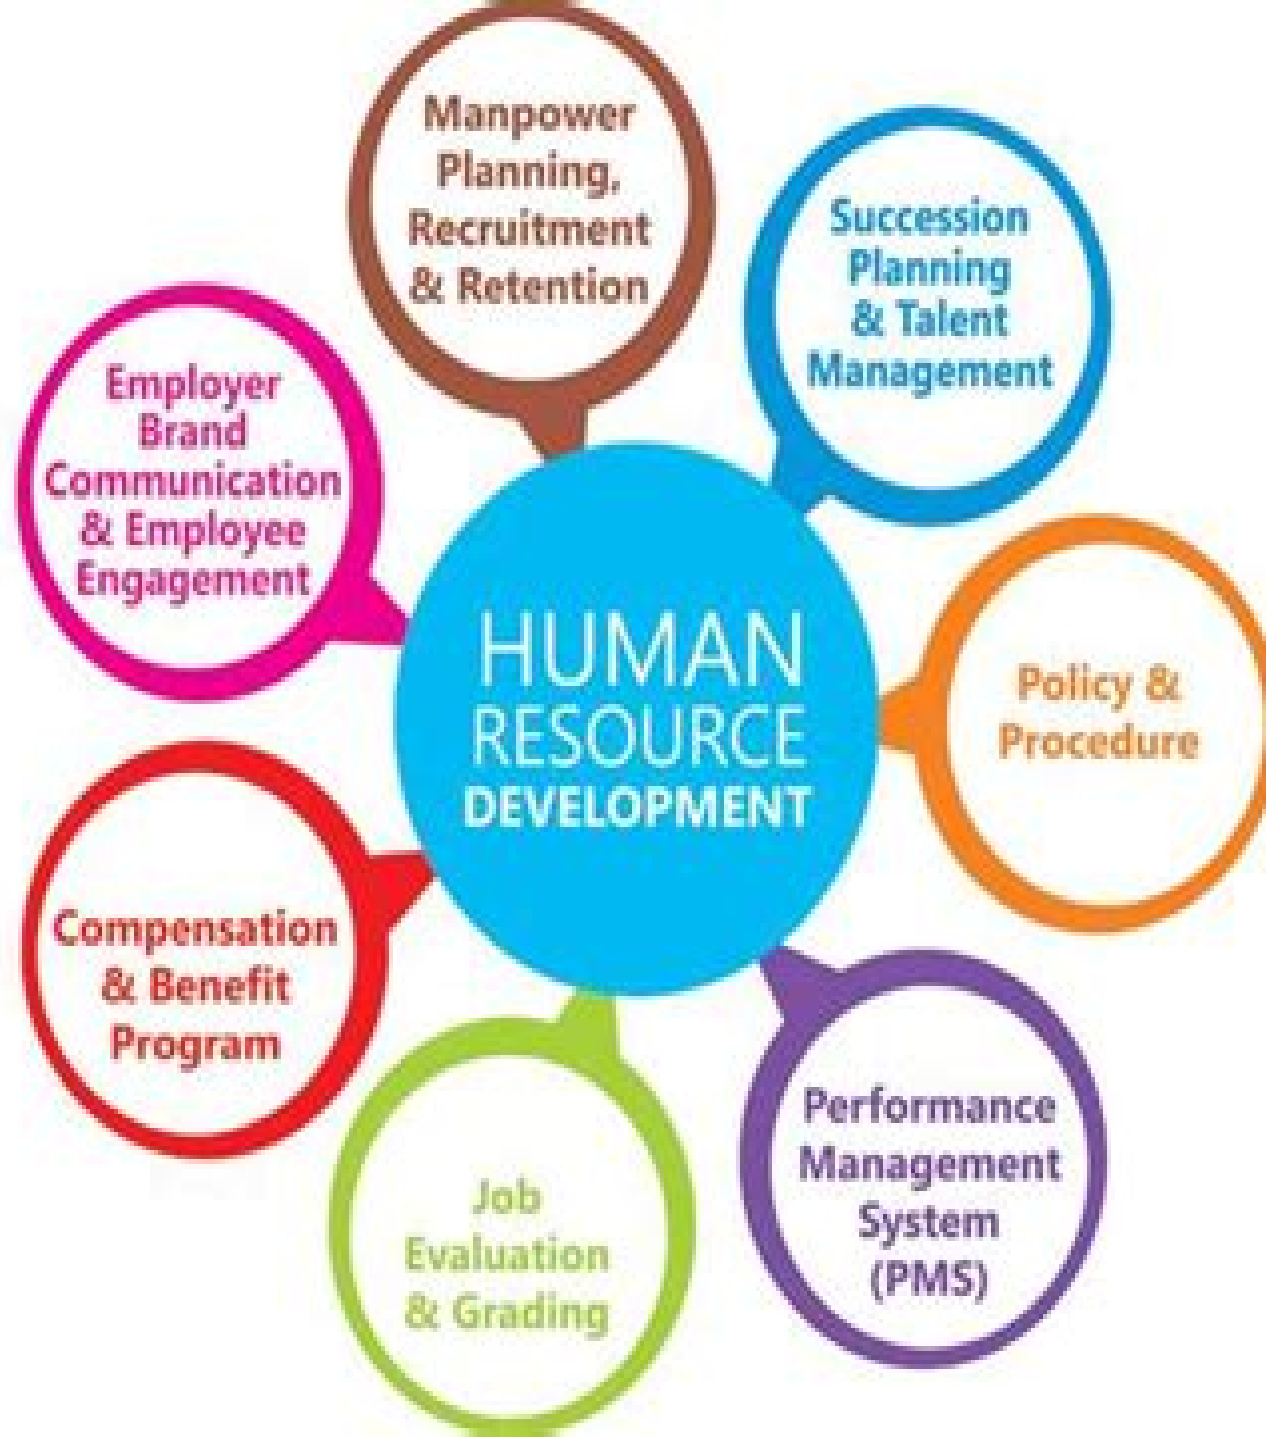 Manpower
Planning,
Recruitment
& Retention
Succession
Planning
& Talent
Management
Employer
Brand
Communication
& Employee
Engagement
HUMAN
RESOURCE
DEVELOPMENT
Policy &
Procedure
Compensation
& Benefit
Program
Performance
Management
System
(PMS)
Job
Evaluation
& Grading